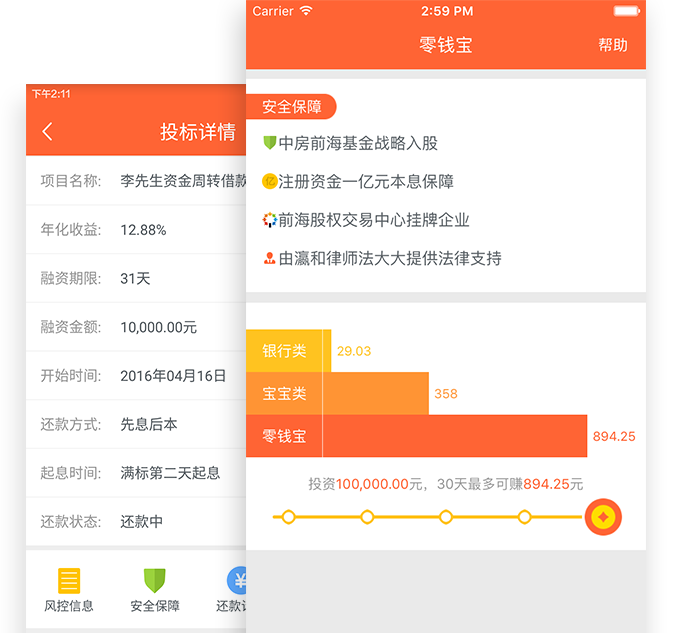 下午2:11
投标详情
项目名称: 李先生资金周转借款
年化收益: 12.88%
融资期限: 31天
融资金额: 10,000.00元
开始时间: 2016年04月16日
还款方式: 先息后本
起息时间: 满标第二天起息
还款状态: 还款中
风控信息 安全保障 还款
Carrier 2:59 PM
零钱宝 帮助
安全保障
中房前海基金战略入股
亿 注册资金一亿元本息保障
前海股权交易中心挂牌企业
由瀛和律师法大大提供法律支持
银行类 29.03
宝宝类 358
零钱宝 894.25
投资100,000.00元，30天最多可赚894.25元